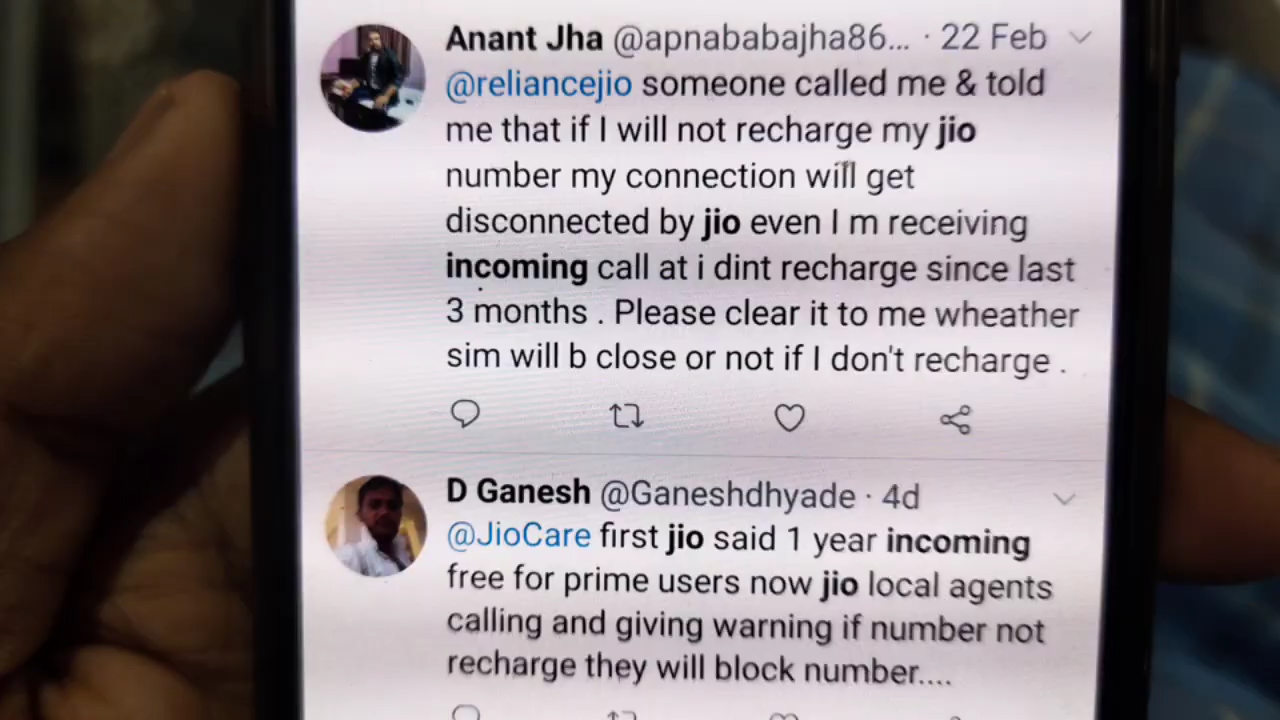 Anant Jha @apnababajha86... · 22 Feb
@reliancejio someone called me & told
me that if I will not recharge my jio
number my connection will get
disconnected by jio even I m receiving
incoming call at i dint recharge since last
3 months . Please clear it to me wheather
sim will b close or not if I don't recharge .
D Ganesh @Ganeshdhyade · 4d
@JioCare first jio said 1 year incoming
free for prime users now jio local agents
calling and giving warning if number not
recharge they will block number....